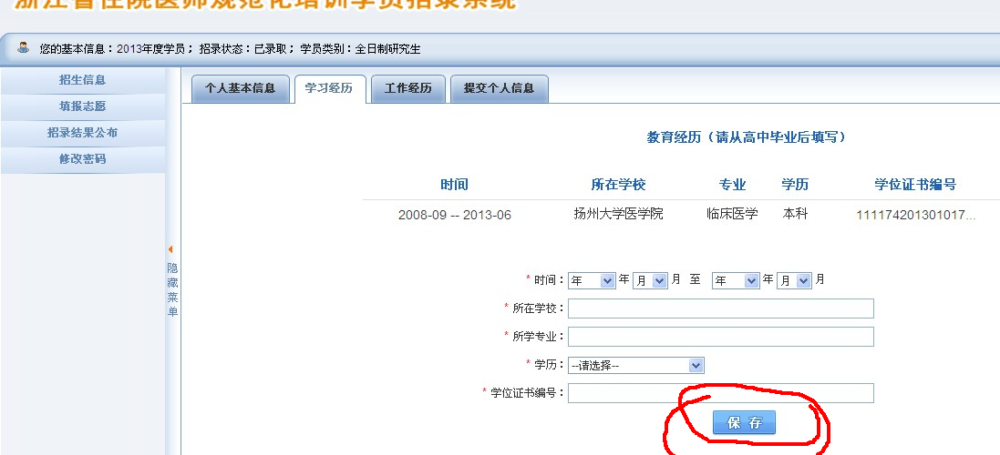 浙江省住院医师规范化培训学员招录系统
您的基本信息：2013年度学员； 招录状态：已录取； 学员类别：全日制研究生
招生信息
填报志愿
招录结果公布
修改密码
隐藏菜单
个人基本信息 学习经历 工作经历 提交个人信息
教育经历（请从高中毕业后填写）
时间 所在学校 专业 学历 学位证书编号
2008-09 -- 2013-06 扬州大学医学院 临床医学 本科 111174201301017...
* 时间： 年 年 月 月 至 年 年 月 月
* 所在学校：
* 所学专业：
* 学历： --请选择--
* 学位证书编号：
保 存